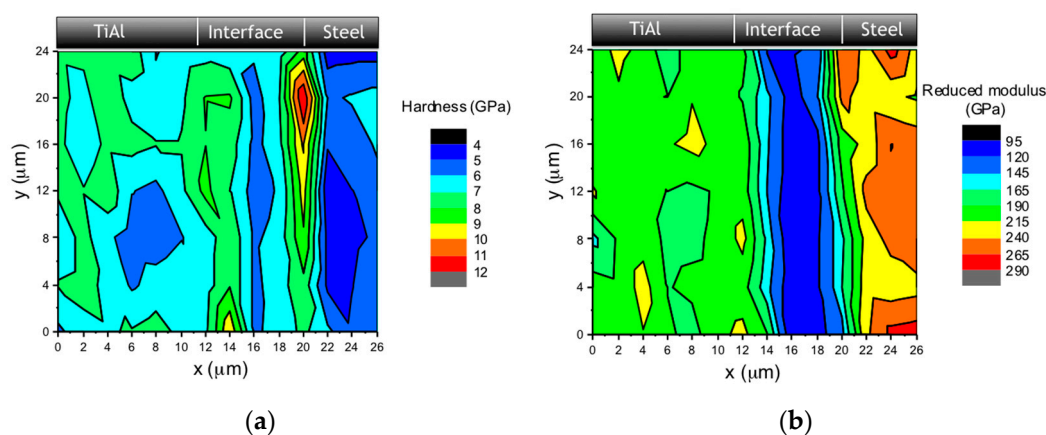 TiAl Interface Steel
24
20
16
12
8
4
0
y (μm)
0 2 4 6 8 10 12 14 16 18 20 22 24 26
x (μm)
Hardness (GPa)
4
5
6
7
8
9
10
11
12
(a)
TiAl Interface Steel
24
20
16
12
8
4
0
y (μm)
0 2 4 6 8 10 12 14 16 18 20 22 24 26
x (μm)
Reduced modulus
(GPa)
95
120
145
165
190
215
240
265
290
(b)